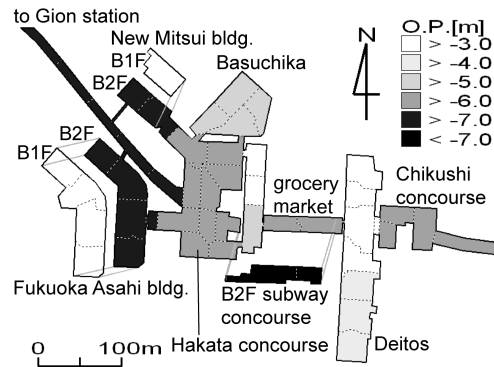 to Gion station
O.P.[m]
New Mitsui bldg.
B1F
B2F
Basuchika
N
> -3.0
> -4.0
> -5.0
> -6.0
> -7.0
< -7.0
B2F
B1F
grocery
market
Chikushi
concourse
Fukuoka Asahi bldg.
B2F subway
concourse
0 100m
Hakata concourse
Deitos